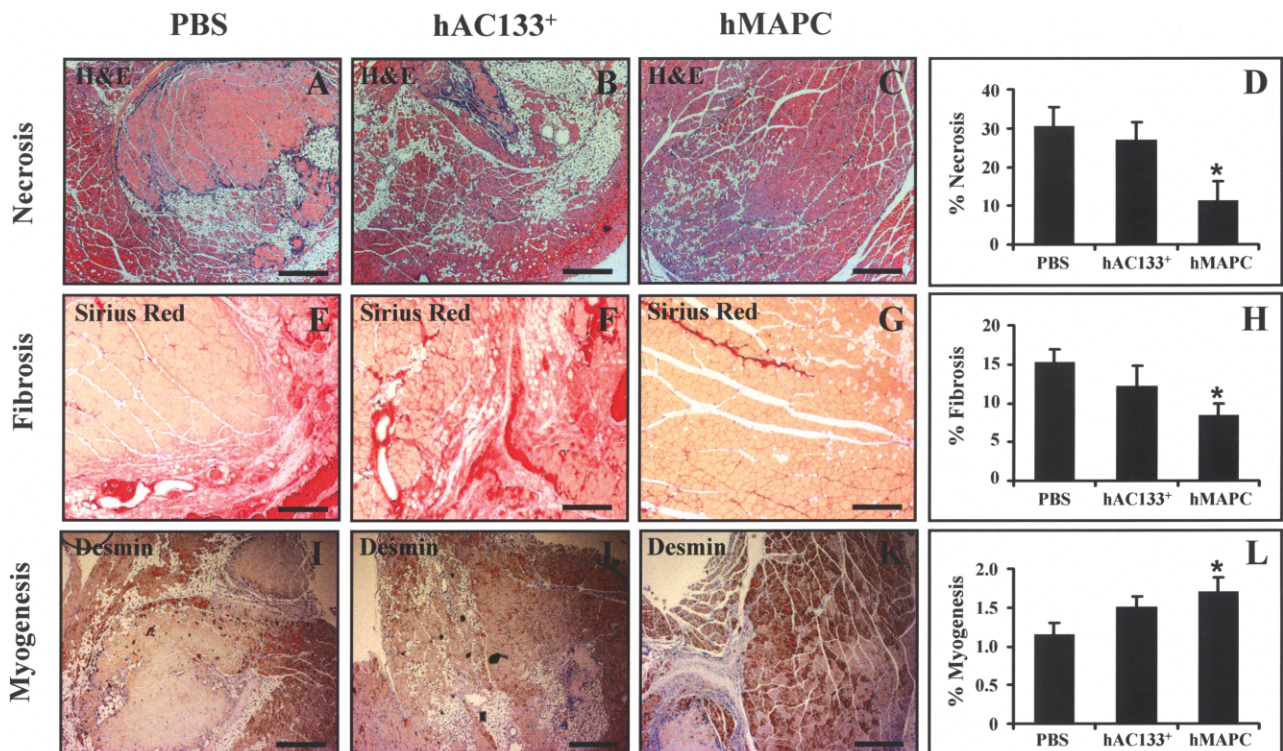 PBS
hAC133⁺
hMAPC
Necrosis
H&E
A
H&E
B
H&E
C
D
% Necrosis
40
30
20
10
0
*
PBS
hAC133⁺
hMAPC
Fibrosis
Sirius Red
E
Sirius Red
F
Sirius Red
G
H
% Fibrosis
20
15
10
5
0
*
PBS
hAC133⁺
hMAPC
Myogenesis
Desmin
I
Desmin
J
Desmin
K
L
% Myogenesis
2.0
1.5
1.0
0.5
0
*
PBS
hAC133⁺
hMAPC